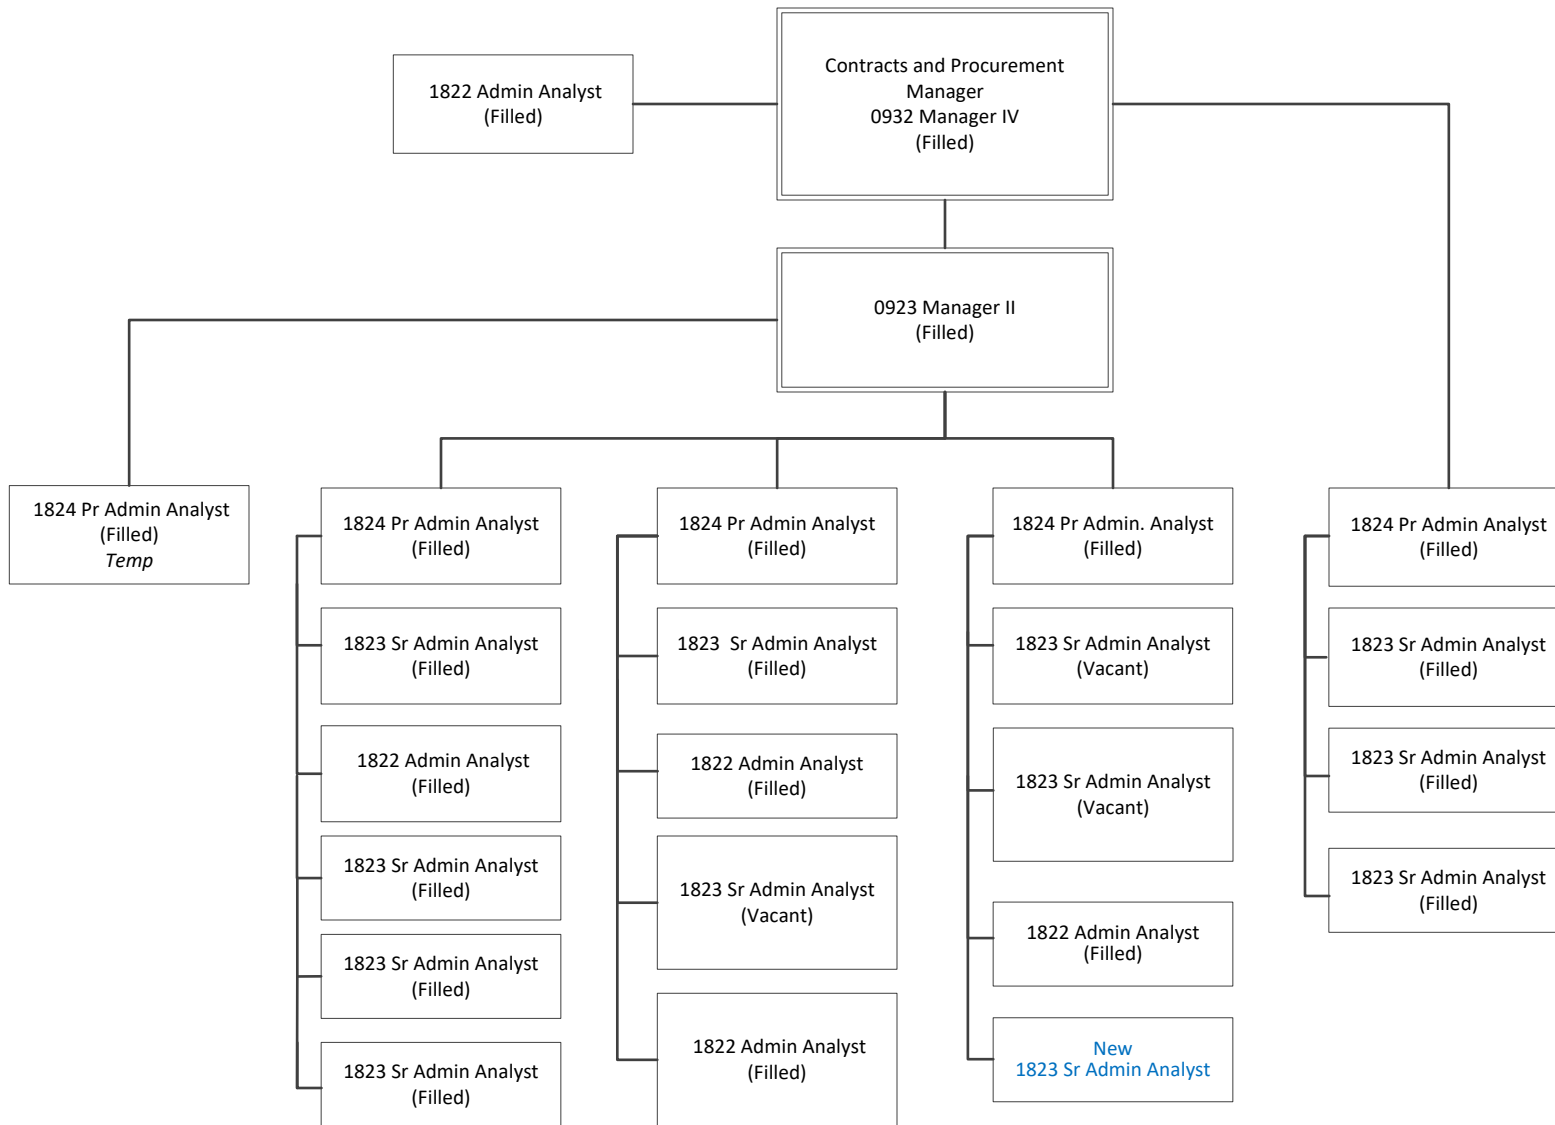 1822 Admin Analyst
(Filled)
Contracts and Procurement
Manager
0932 Manager IV
(Filled)
0923 Manager II
(Filled)
1824 Pr Admin Analyst
(Filled)
Temp
1824 Pr Admin Analyst
(Filled)
1823 Sr Admin Analyst
(Filled)
1822 Admin Analyst
(Filled)
1823 Sr Admin Analyst
(Filled)
1823 Sr Admin Analyst
(Filled)
1823 Sr Admin Analyst
(Filled)
1824 Pr Admin Analyst
(Filled)
1823  Sr Admin Analyst
(Filled)
1822 Admin Analyst
(Filled)
1823 Sr Admin Analyst
(Vacant)
1822 Admin Analyst
(Filled)
1824 Pr Admin. Analyst
(Filled)
1823 Sr Admin Analyst
(Vacant)
1823 Sr Admin Analyst
(Vacant)
1822 Admin Analyst
(Filled)
New
1823 Sr Admin Analyst
1824 Pr Admin Analyst
(Filled)
1823 Sr Admin Analyst
(Filled)
1823 Sr Admin Analyst
(Filled)
1823 Sr Admin Analyst
(Filled)